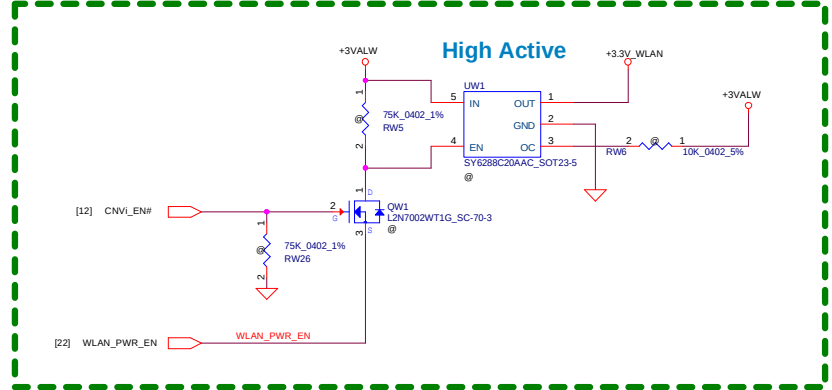 High Active
+3VALW
+3.3V_WLAN
+3VALW
UW1
5 IN OUT 1
GND 2
4 EN OC 3
SY6288C20AAC_SOT23-5
@
1
@
75K_0402_1%
RW5
2
2 @ 1
RW6 10K_0402_5%
1 D
[12] CNVi_EN#
2
G
QW1
L2N7002WT1G_SC-70-3
@
3 S
1
@
75K_0402_1%
RW26
2
[22] WLAN_PWR_EN
WLAN_PWR_EN